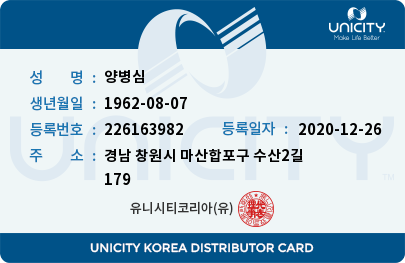 UNICITY
Make Life Better
성 명 : 양병심
생년월일 : 1962-08-07
등록번호 : 226163982 등록일자 : 2020-12-26
주 소 : 경남 창원시 마산합포구 수산2길
179
UNICITY
TM
유니시티코리아(유)
UNICITY KOREA DISTRIBUTOR CARD